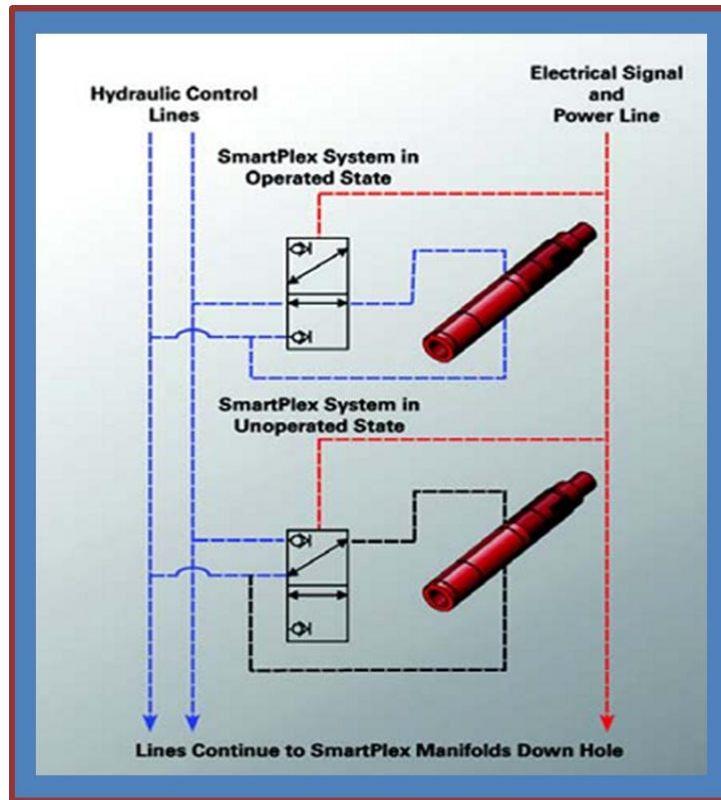 Hydraulic Control
Lines
Electrical Signal
and
Power Line
SmartPlex System in
Operated State
SmartPlex System in
Unoperated State
Lines Continue to SmartPlex Manifolds Down Hole